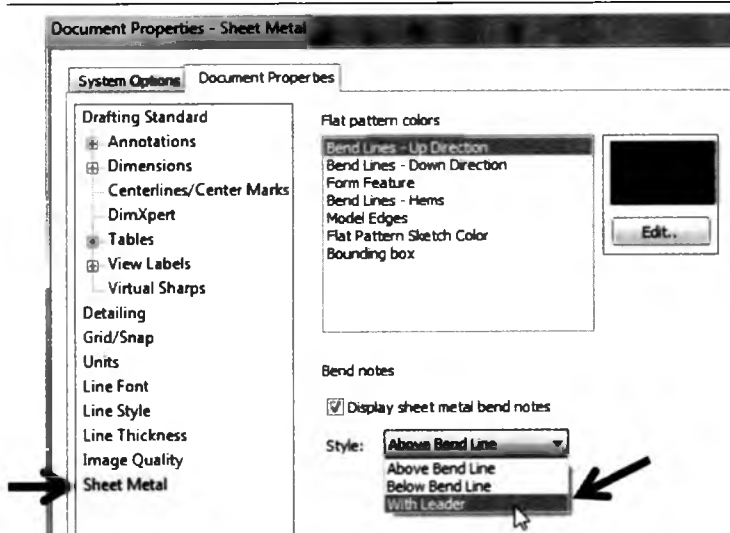 Document Properties - Sheet Metal
System Options
Document Properties
Drafting Standard
Annotations
Dimensions
Centerlines/Center Marks
DimXpert
Tables
View Labels
Virtual Sharps
Detailing
Grid/Snap
Units
Line Font
Line Style
Line Thickness
Image Quality
Sheet Metal
Flat pattern colors
Bend Lines - Up Direction
Bend Lines - Down Direction
Form Feature
Bend Lines - Hems
Model Edges
Flat Pattern Sketch Color
Bounding box
Edit..
Bend notes
Display sheet metal bend notes
Style: Above Bend Line
Above Bend Line
Below Bend Line
With Leader